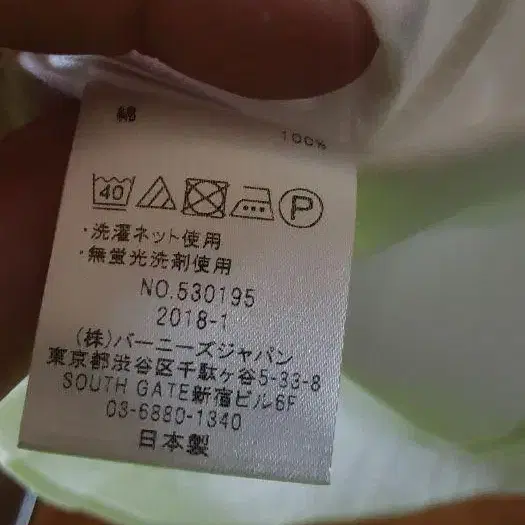 綿 100%
40 P
・洗濯ネット使用
・無蛍光洗剤使用
NO.530195
2018-1
(株)バーニーズジャパン
東京都渋谷区千駄ヶ谷5-33-8
SOUTH GATE新宿ビル6F
03-6880-1340
日本製